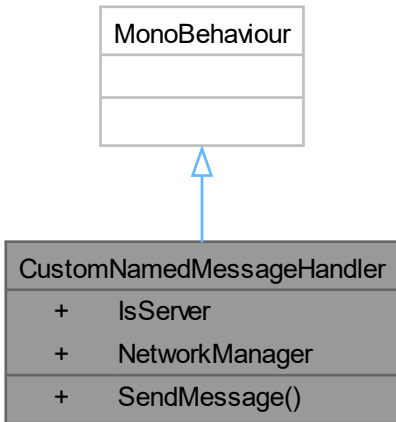 MonoBehaviour
CustomNamedMessageHandler
+ IsServer
+ NetworkManager
+ SendMessage()